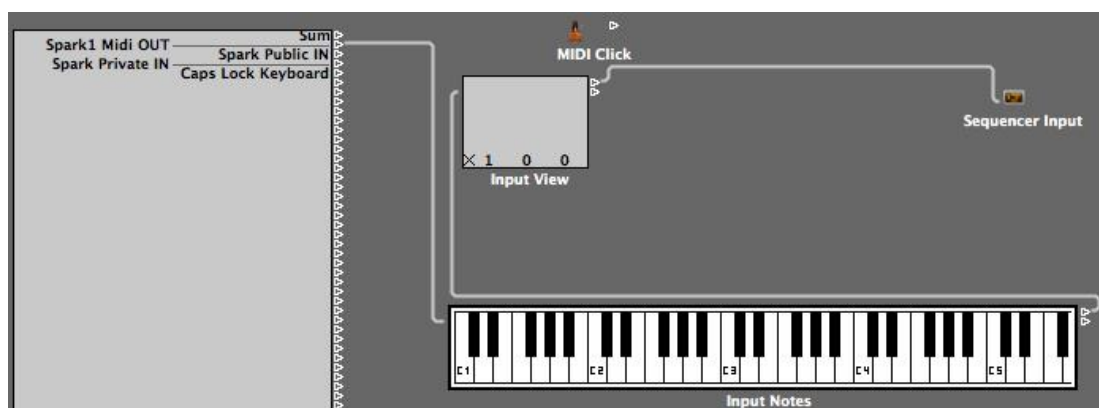 Sum
Spark1 Midi OUT
Spark Public IN
Spark Private IN
Caps Lock Keyboard
MIDI Click
Sequencer Input
× 1 0 0
Input View
C1 C2 C3 C4 C5
Input Notes